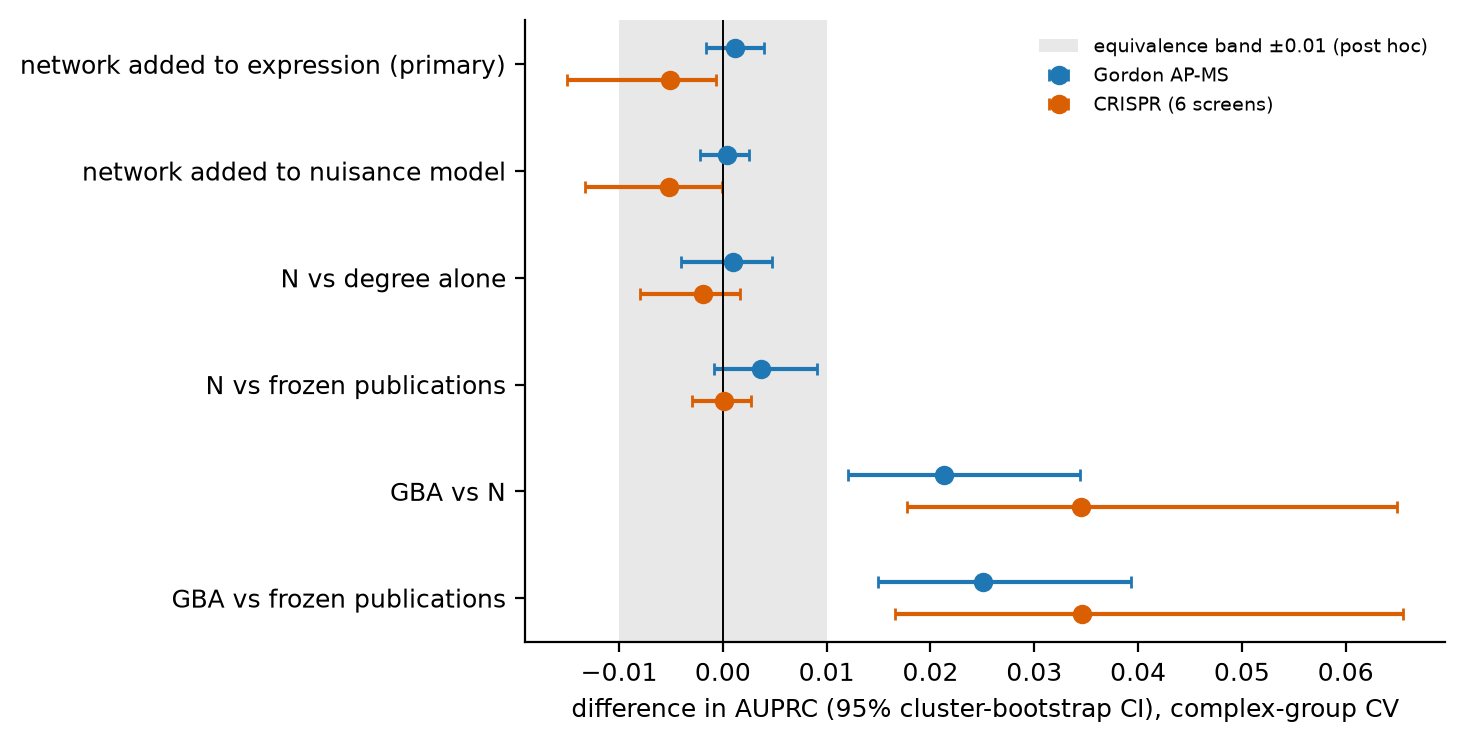 network added to expression (primary)
network added to nuisance model
N vs degree alone
N vs frozen publications
GBA vs N
GBA vs frozen publications
equivalence band ±0.01 (post hoc)
Gordon AP-MS
CRISPR (6 screens)
−0.01 0.00 0.01 0.02 0.03 0.04 0.05 0.06
difference in AUPRC (95% cluster-bootstrap CI), complex-group CV